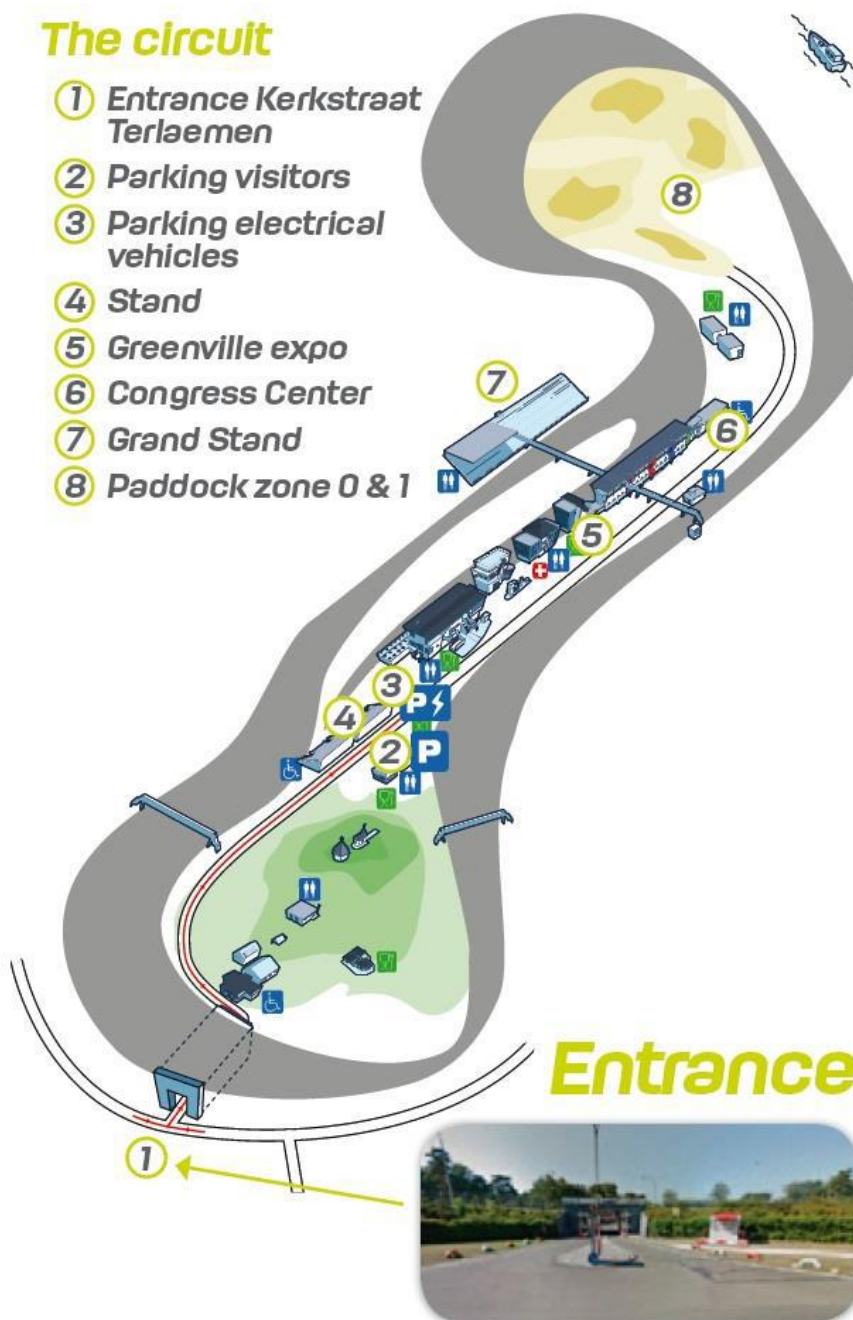 The circuit
1 Entrance Kerkstraat
Terlaemen
2 Parking visitors
3 Parking electrical
vehicles
4 Stand
5 Greenville expo
6 Congress Center
7 Grand Stand
8 Paddock zone 0 & 1
8
7
6
5
3
P
4
2
P
Entrance
1